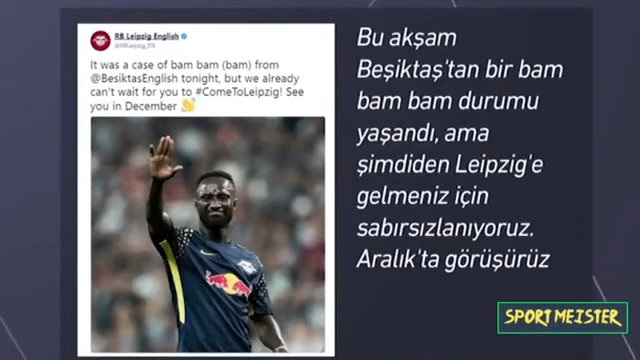 RB Leipzig English
@RBLeipzig_EN
It was a case of bam bam (bam) from
@BesiktasEnglish tonight, but we already
can't wait for you to #ComeToLeipzig! See
you in December 👋
Red Bull
Bu akşam
Beşiktaş'tan bir bam
bam bam durumu
yaşandı, ama
şimdiden Leipzig'e
gelmeniz için
sabırsızlanıyoruz.
Aralık'ta görüşürüz
SPORT MEISTER